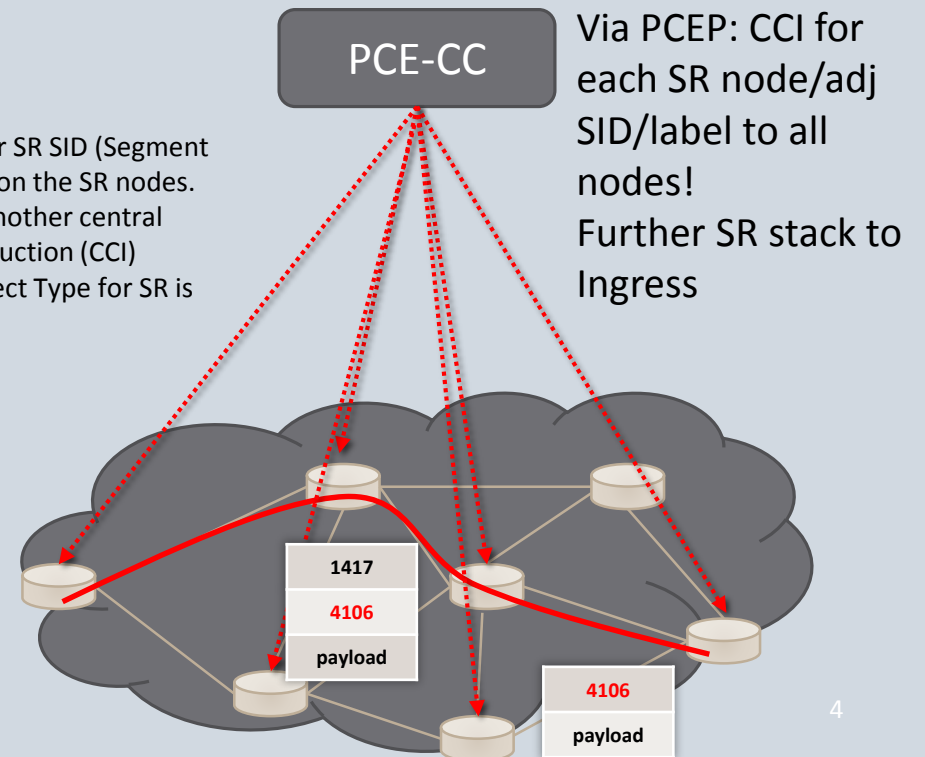 PCE-CC
Via PCEP: CCI for
each SR node/adj
SID/label to all
nodes!
Further SR stack to
Ingress
r SR SID (Segment
on the SR nodes.
nother central
uction (CCI)
ect Type for SR is
1417
4106
payload
4106
payload
4